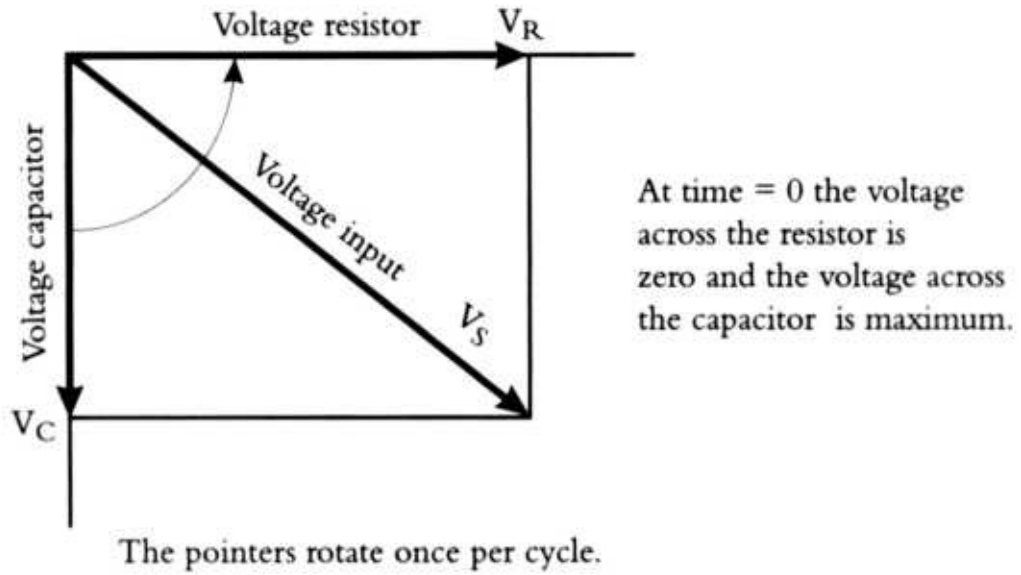 Voltage resistor
V_R
Voltage capacitor
Voltage input
V_S
At time = 0 the voltage
across the resistor is
zero and the voltage across
the capacitor is maximum.
V_C
The pointers rotate once per cycle.